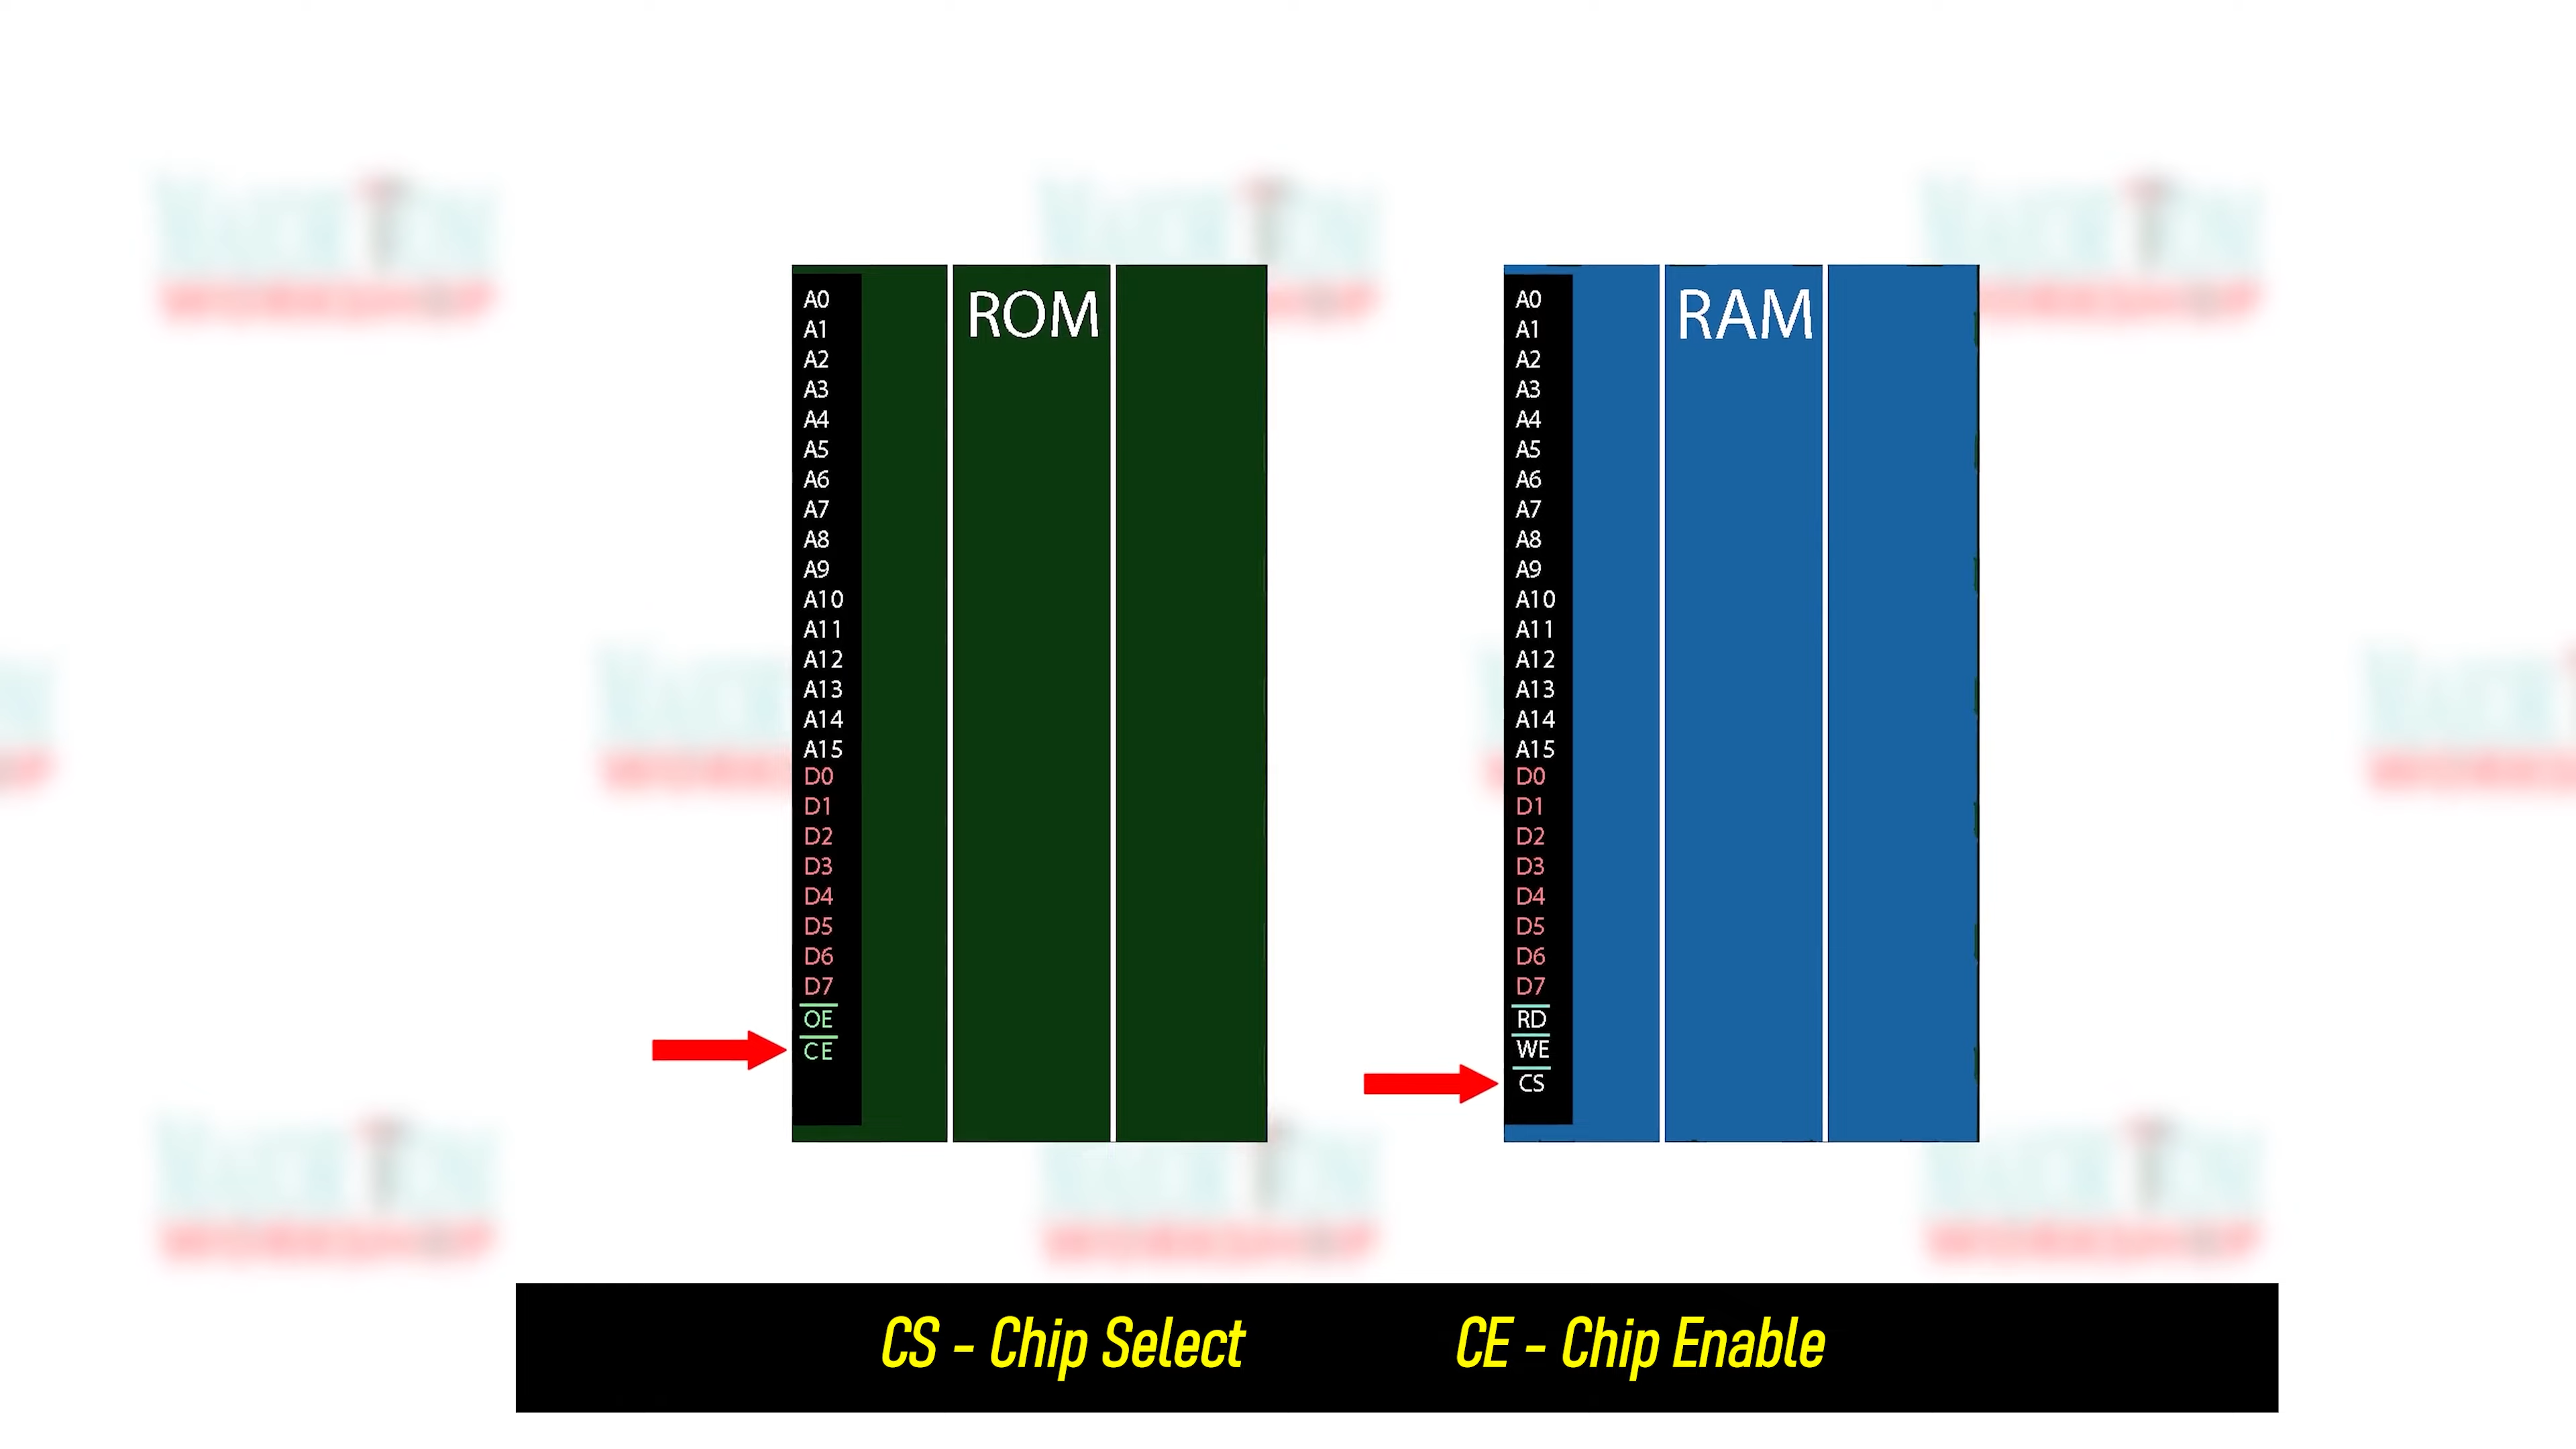 ROM
A0
A1
A2
A3
A4
A5
A6
A7
A8
A9
A10
A11
A12
A13
A14
A15
D0
D1
D2
D3
D4
D5
D6
D7
OE
CE
RAM
A0
A1
A2
A3
A4
A5
A6
A7
A8
A9
A10
A11
A12
A13
A14
A15
D0
D1
D2
D3
D4
D5
D6
D7
RD
WE
CS
CS - Chip Select
CE - Chip Enable